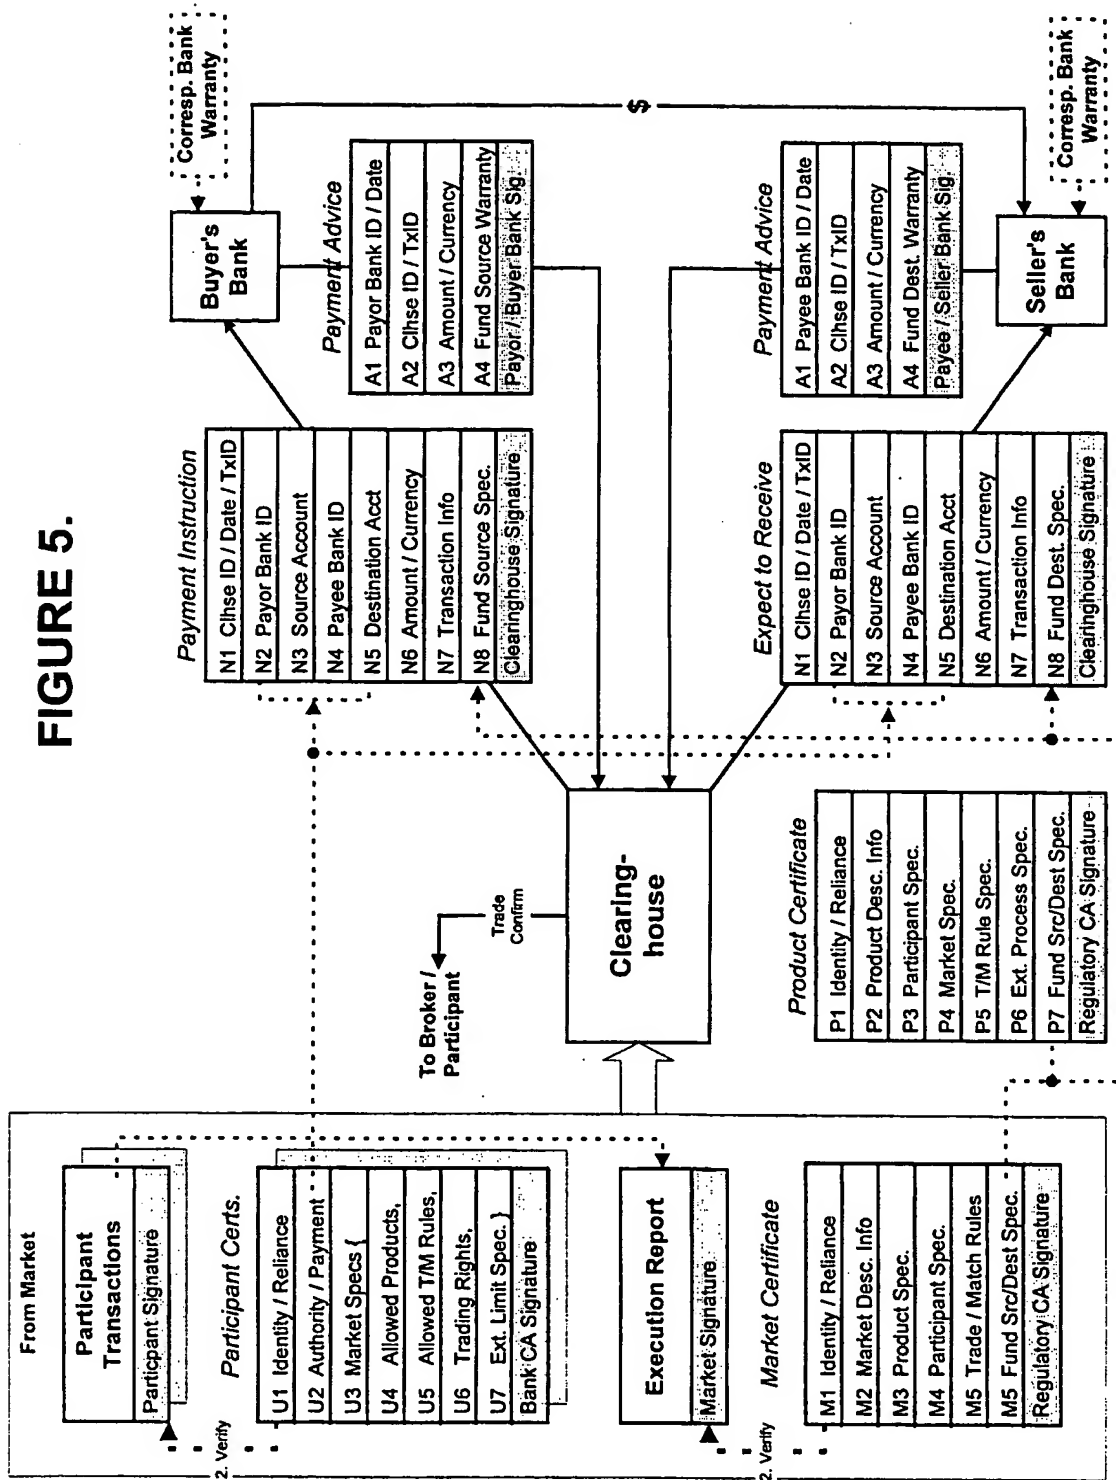 FIGURE 5.
From Market
Participant
Transactions
Particpant Signature
2. Verify
Participant Certs.
U1 Identity / Reliance
U2 Authority / Payment
U3 Market Specs {
U4 Allowed Products,
U5 Allowed T/M Rules,
U6 Trading Rights,
U7 Ext. Limit Spec. }
Bank CA Signature
Execution Report
Market Signature
2. Verify
Market Certificate
M1 Identity / Reliance
M2 Market Desc. Info
M3 Product Spec.
M4 Participant Spec.
M5 Trade / Match Rules
M5 Fund Src/Dest Spec.
Regulatory CA Signature
To Broker /
Participant
Trade
Confirm
Clearing-
house
Product Certificate
P1 Identity / Reliance
P2 Product Desc. Info
P3 Participant Spec.
P4 Market Spec.
P5 T/M Rule Spec.
P6 Ext. Process Spec.
P7 Fund Src/Dest Spec.
Regulatory CA Signature
Payment Instruction
N1 Clhse ID / Date / TxID
N2 Payor Bank ID
N3 Source Account
N4 Payee Bank ID
N5 Destination Acct
N6 Amount / Currency
N7 Transaction Info
N8 Fund Source Spec.
Clearinghouse Signature
Expect to Receive
N1 Clhse ID / Date / TxID
N2 Payor Bank ID
N3 Source Account
N4 Payee Bank ID
N5 Destination Acct
N6 Amount / Currency
N7 Transaction Info
N8 Fund Dest. Spec.
Clearinghouse Signature
Buyer's
Bank
Corresp. Bank
Warranty
Payment Advice
A1 Payor Bank ID / Date
A2 Clhse ID / TxID
A3 Amount / Currency
A4 Fund Source Warranty
Payor / Buyer Bank Sig.
$
Payment Advice
A1 Payee Bank ID / Date
A2 Clhse ID / TxID
A3 Amount / Currency
A4 Fund Dest. Warranty
Payee / Seller Bank Sig.
Seller's
Bank
Corresp. Bank
Warranty